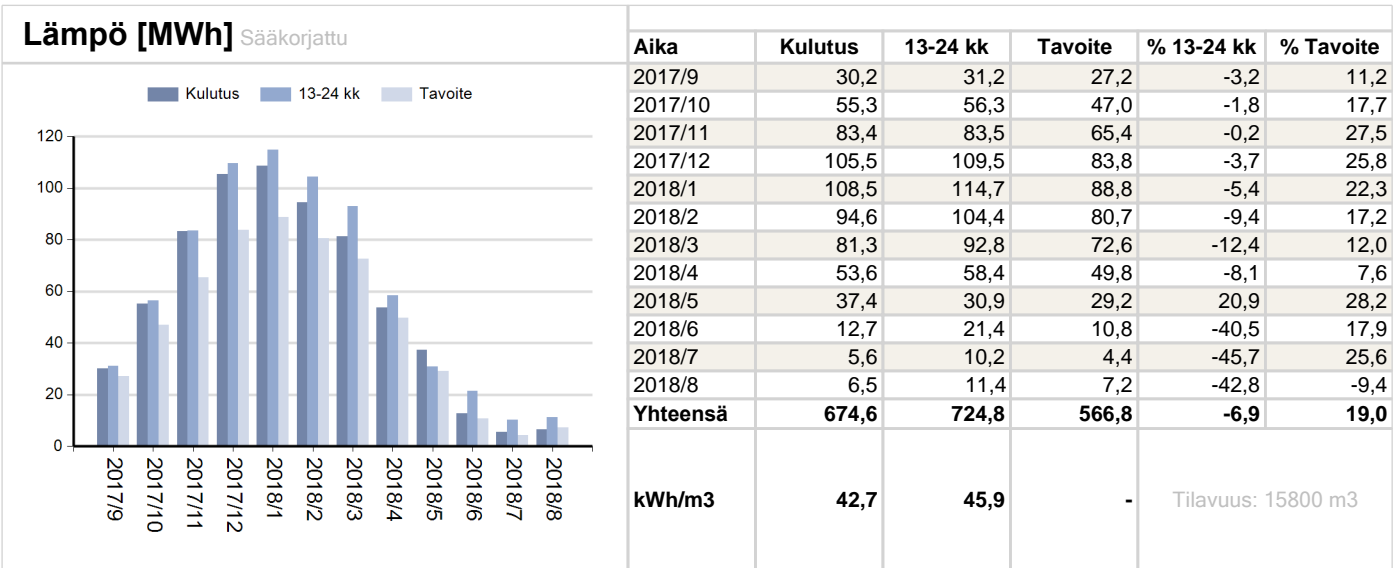 Lämpö [MWh] Sääkorjattu
Kulutus 13-24 kk Tavoite
120
100
80
60
40
20
0
2017/9 2017/10 2017/11 2017/12 2018/1 2018/2 2018/3 2018/4 2018/5 2018/6 2018/7 2018/8
Aika Kulutus 13-24 kk Tavoite % 13-24 kk % Tavoite
2017/9 30,2 31,2 27,2 -3,2 11,2
2017/10 55,3 56,3 47,0 -1,8 17,7
2017/11 83,4 83,5 65,4 -0,2 27,5
2017/12 105,5 109,5 83,8 -3,7 25,8
2018/1 108,5 114,7 88,8 -5,4 22,3
2018/2 94,6 104,4 80,7 -9,4 17,2
2018/3 81,3 92,8 72,6 -12,4 12,0
2018/4 53,6 58,4 49,8 -8,1 7,6
2018/5 37,4 30,9 29,2 20,9 28,2
2018/6 12,7 21,4 10,8 -40,5 17,9
2018/7 5,6 10,2 4,4 -45,7 25,6
2018/8 6,5 11,4 7,2 -42,8 -9,4
Yhteensä 674,6 724,8 566,8 -6,9 19,0
kWh/m3 42,7 45,9 - Tilavuus: 15800 m3